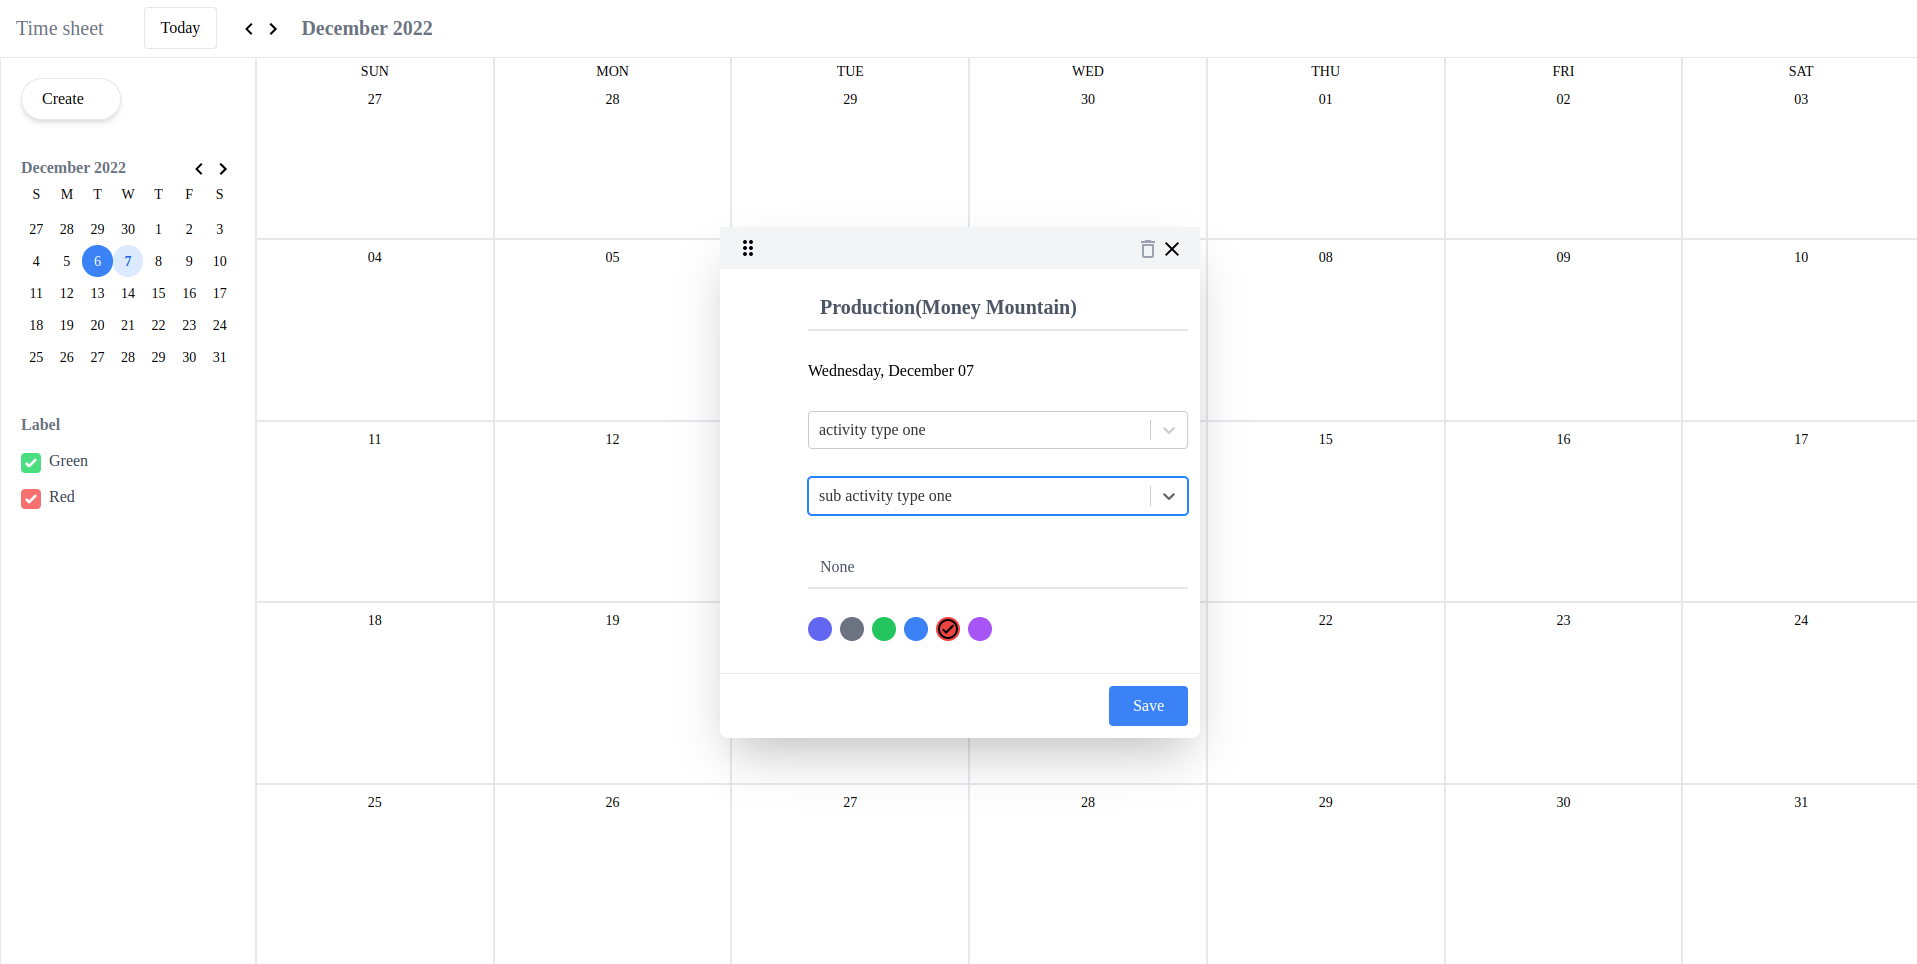 Time sheet
Today
December 2022
Create
December 2022
S M T W T F S
27 28 29 30 1 2 3
4 5 6 7 8 9 10
11 12 13 14 15 16 17
18 19 20 21 22 23 24
25 26 27 28 29 30 31
Label
Green
Red
SUN MON TUE WED THU FRI SAT
27 28 29 30 01 02 03
04 05 08 09 10
11 12 15 16 17
18 19 22 23 24
25 26 27 28 29 30 31
Production(Money Mountain)
Wednesday, December 07
activity type one
sub activity type one
None
Save